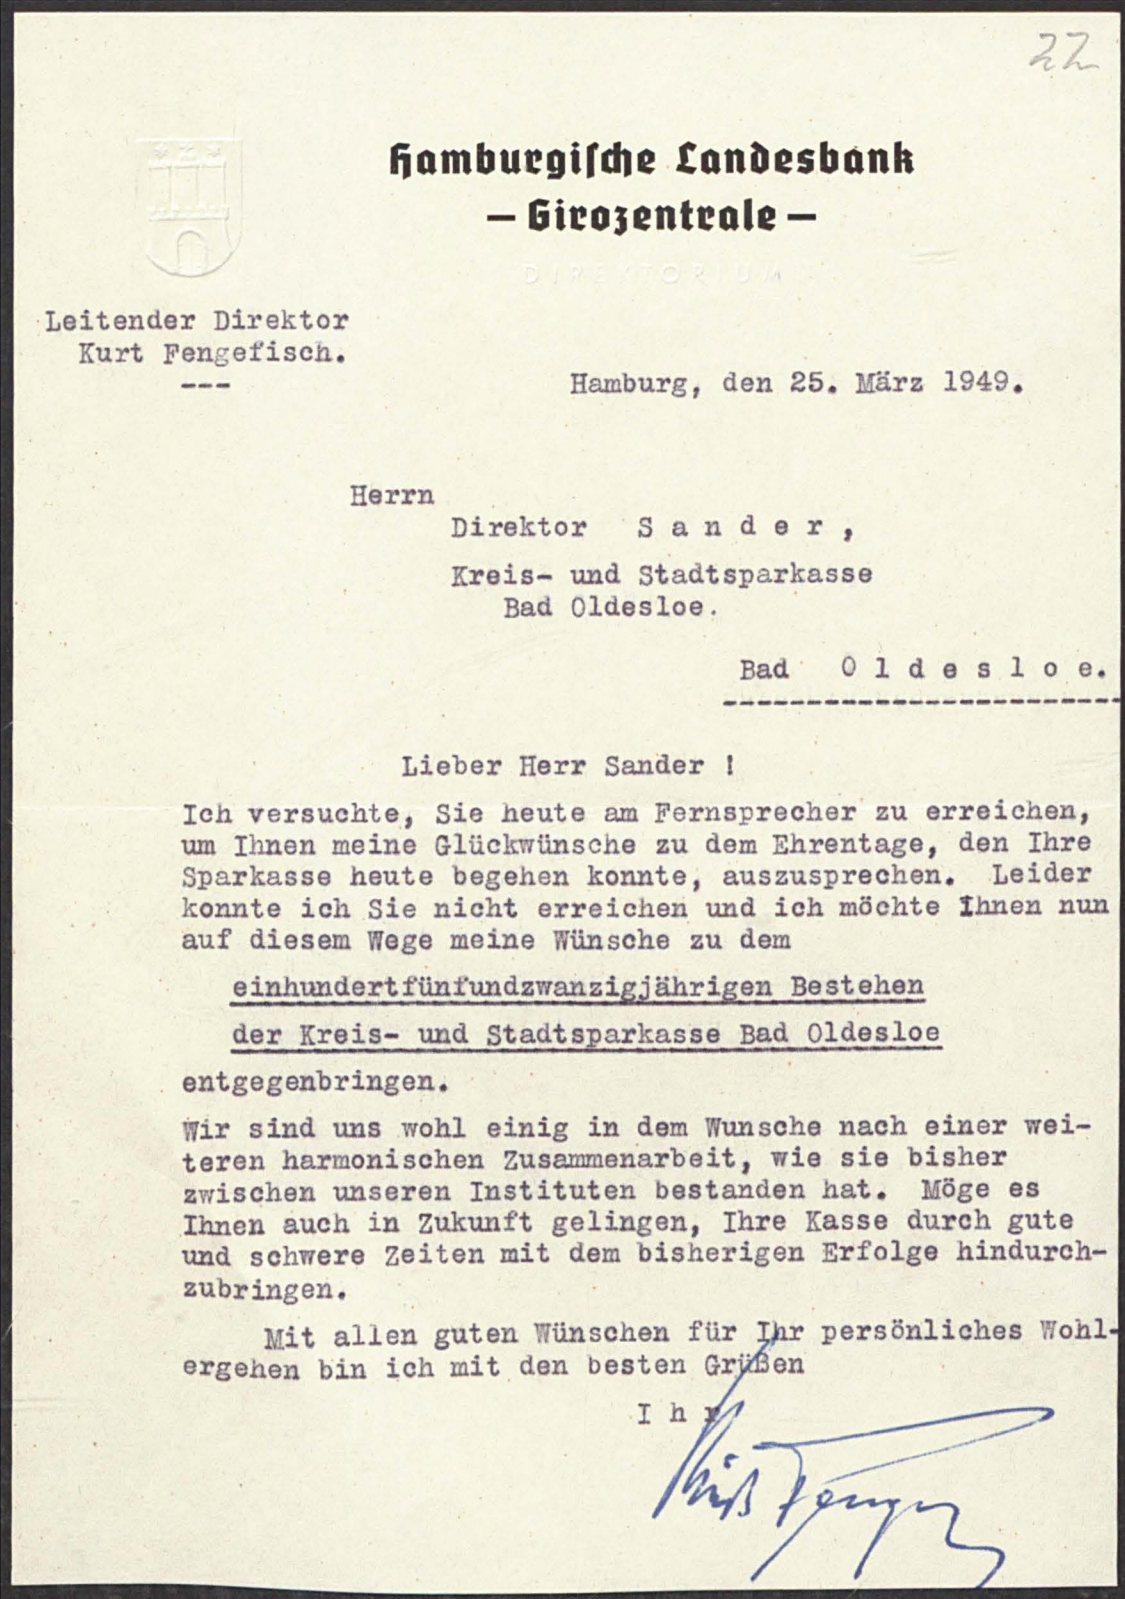 22
Hamburgische Landesbank
— Girozentrale —
DIREKTORIUM
Leitender Direktor
Kurt Fengefisch.
---
Hamburg, den 25. März 1949.
Herrn
Direktor S a n d e r ,
Kreis- und Stadtsparkasse
Bad Oldesloe.
Bad O l d e s l o e.
Lieber Herr Sander !
Ich versuchte, Sie heute am Fernsprecher zu erreichen,
um Ihnen meine Glückwünsche zu dem Ehrentage, den Ihre
Sparkasse heute begehen konnte, auszusprechen. Leider
konnte ich Sie nicht erreichen und ich möchte Ihnen nun
auf diesem Wege meine Wünsche zu dem
einhundertfünfundzwanzigjährigen Bestehen
der Kreis- und Stadtsparkasse Bad Oldesloe
entgegenbringen.
Wir sind uns wohl einig in dem Wunsche nach einer wei-
teren harmonischen Zusammenarbeit, wie sie bisher
zwischen unseren Instituten bestanden hat. Möge es
Ihnen auch in Zukunft gelingen, Ihre Kasse durch gute
und schwere Zeiten mit dem bisherigen Erfolge hindurch-
zubringen.
Mit allen guten Wünschen für Ihr persönliches Wohl-
ergehen bin ich mit den besten Grüßen
I h r